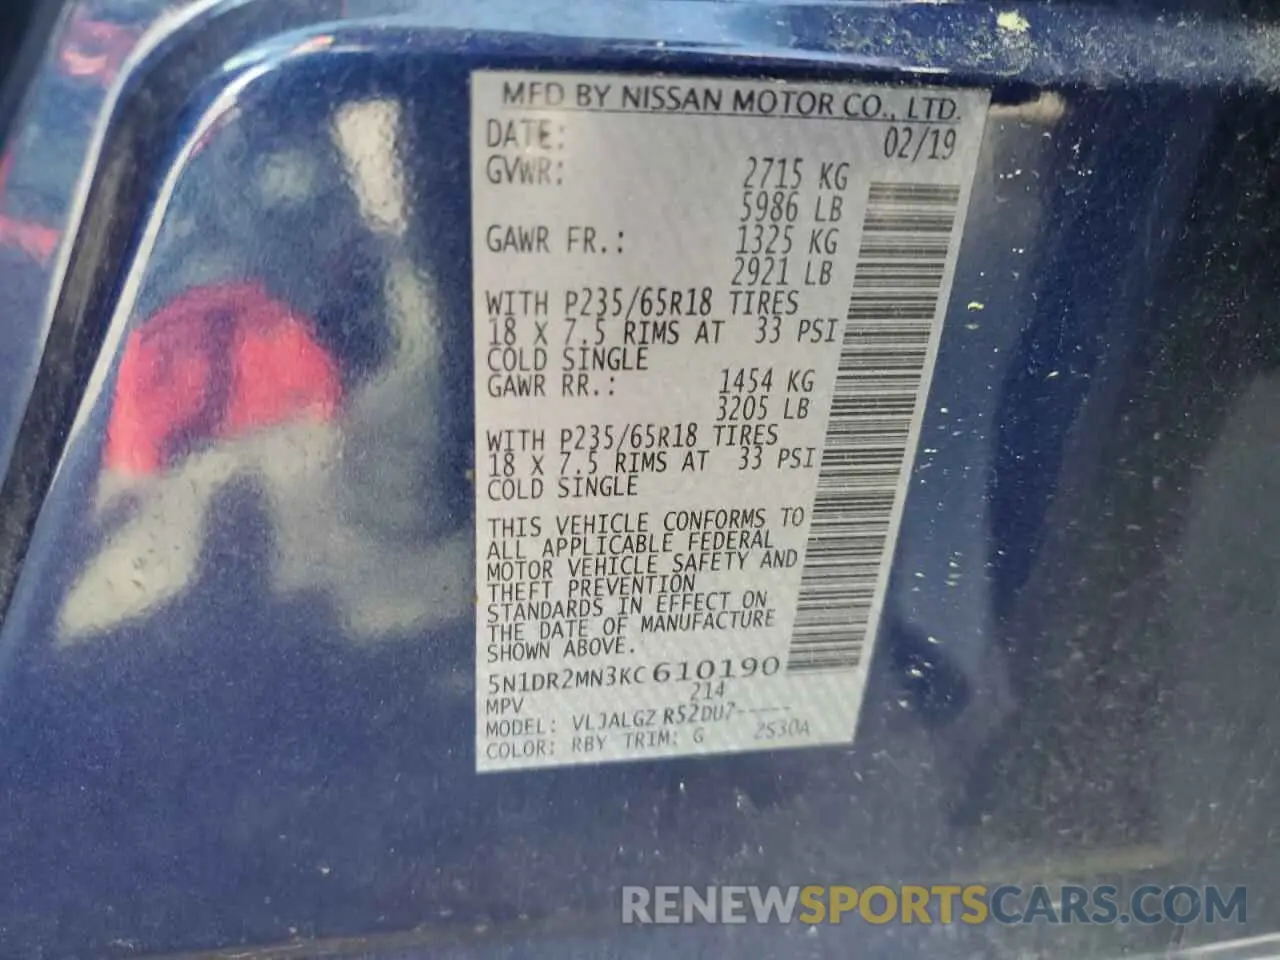 MFD BY NISSAN MOTOR CO., LTD.
DATE: 02/19
GVWR: 2715 KG
5986 LB
GAWR FR.: 1325 KG
2921 LB
WITH P235/65R18 TIRES
18 X 7.5 RIMS AT 33 PSI
COLD SINGLE
GAWR RR.: 1454 KG
3205 LB
WITH P235/65R18 TIRES
18 X 7.5 RIMS AT 33 PSI
COLD SINGLE
THIS VEHICLE CONFORMS TO
ALL APPLICABLE FEDERAL
MOTOR VEHICLE SAFETY AND
THEFT PREVENTION
STANDARDS IN EFFECT ON
THE DATE OF MANUFACTURE
SHOWN ABOVE.
5N1DR2MN3KC610190
MPV 214
MODEL: VLJALGZ R52DU7-----
COLOR: RBY TRIM: G 2S30A
RENEWSPORTSCARS.COM